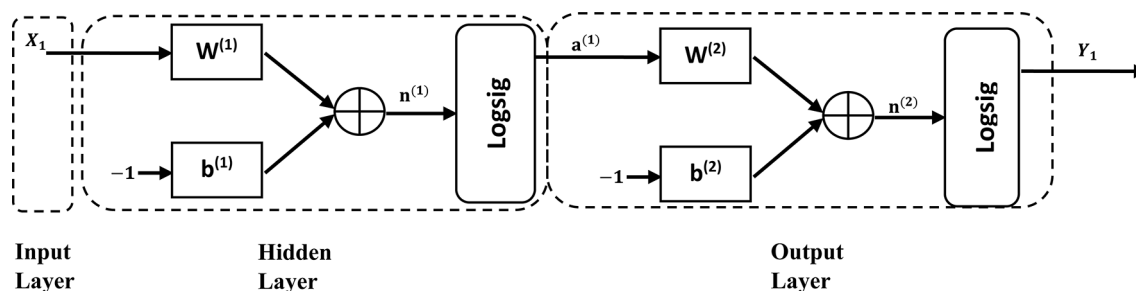 X₁
W⁽¹⁾
−1
b⁽¹⁾
n⁽¹⁾
Logsig
a⁽¹⁾
W⁽²⁾
−1
b⁽²⁾
n⁽²⁾
Logsig
Y₁
Input
Layer
Hidden
Layer
Output
Layer